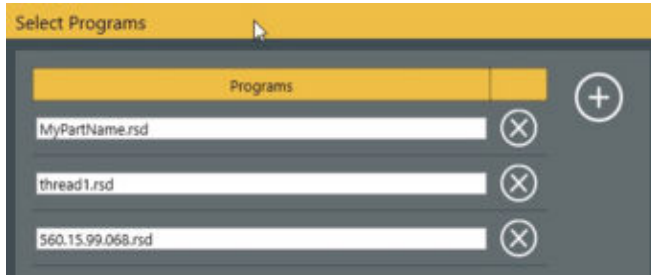 Select Programs
Programs
MyPartName.rsd
thread1.rsd
560.15.99.068.rsd